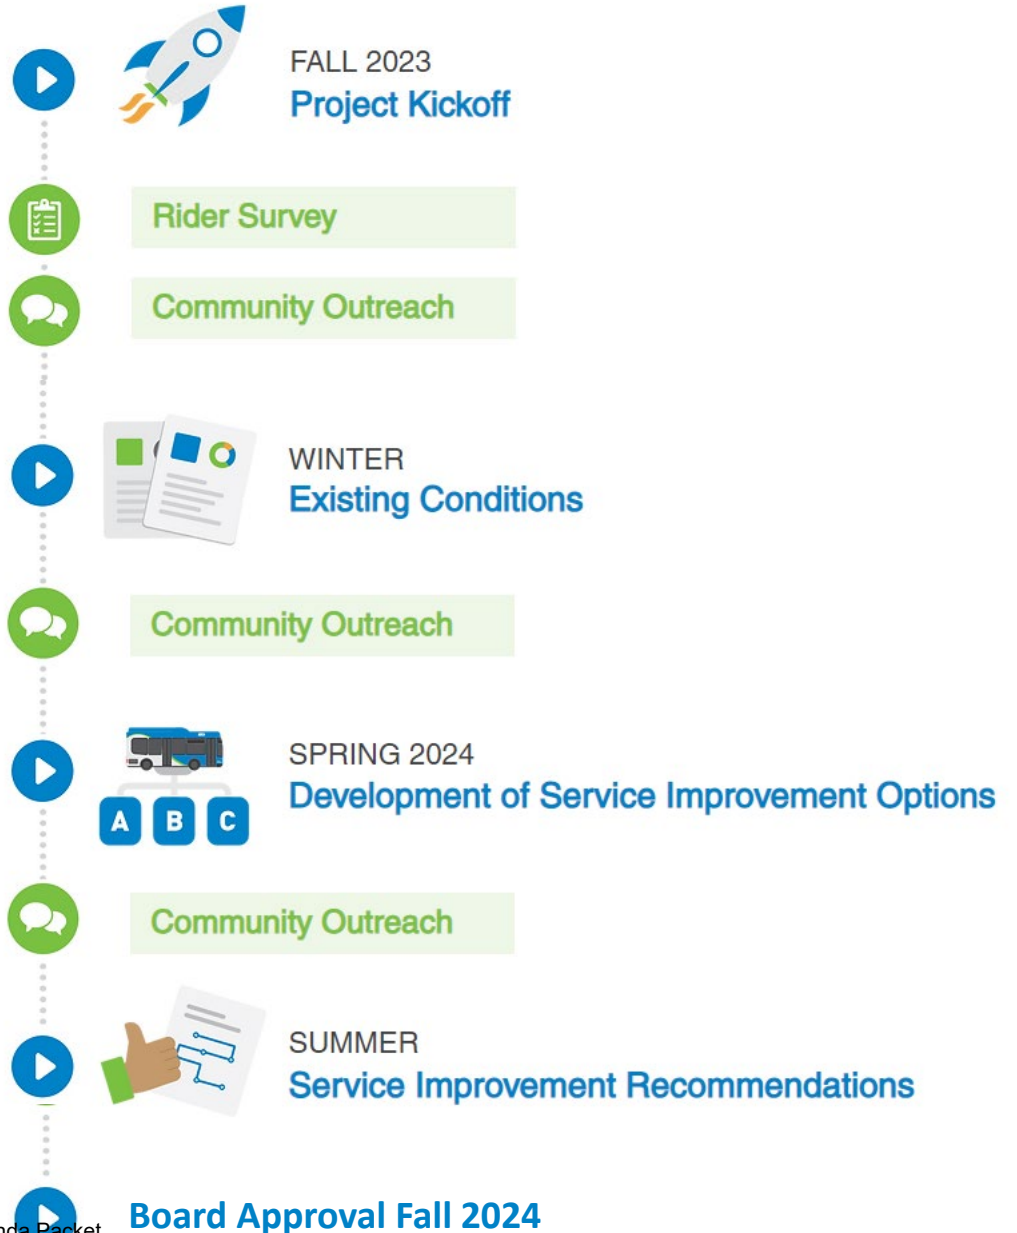 FALL 2023
Project Kickoff
Rider Survey
Community Outreach
WINTER
Existing Conditions
Community Outreach
SPRING 2024
Development of Service Improvement Options
A B C
Community Outreach
SUMMER
Service Improvement Recommendations
Board Approval Fall 2024
Packet